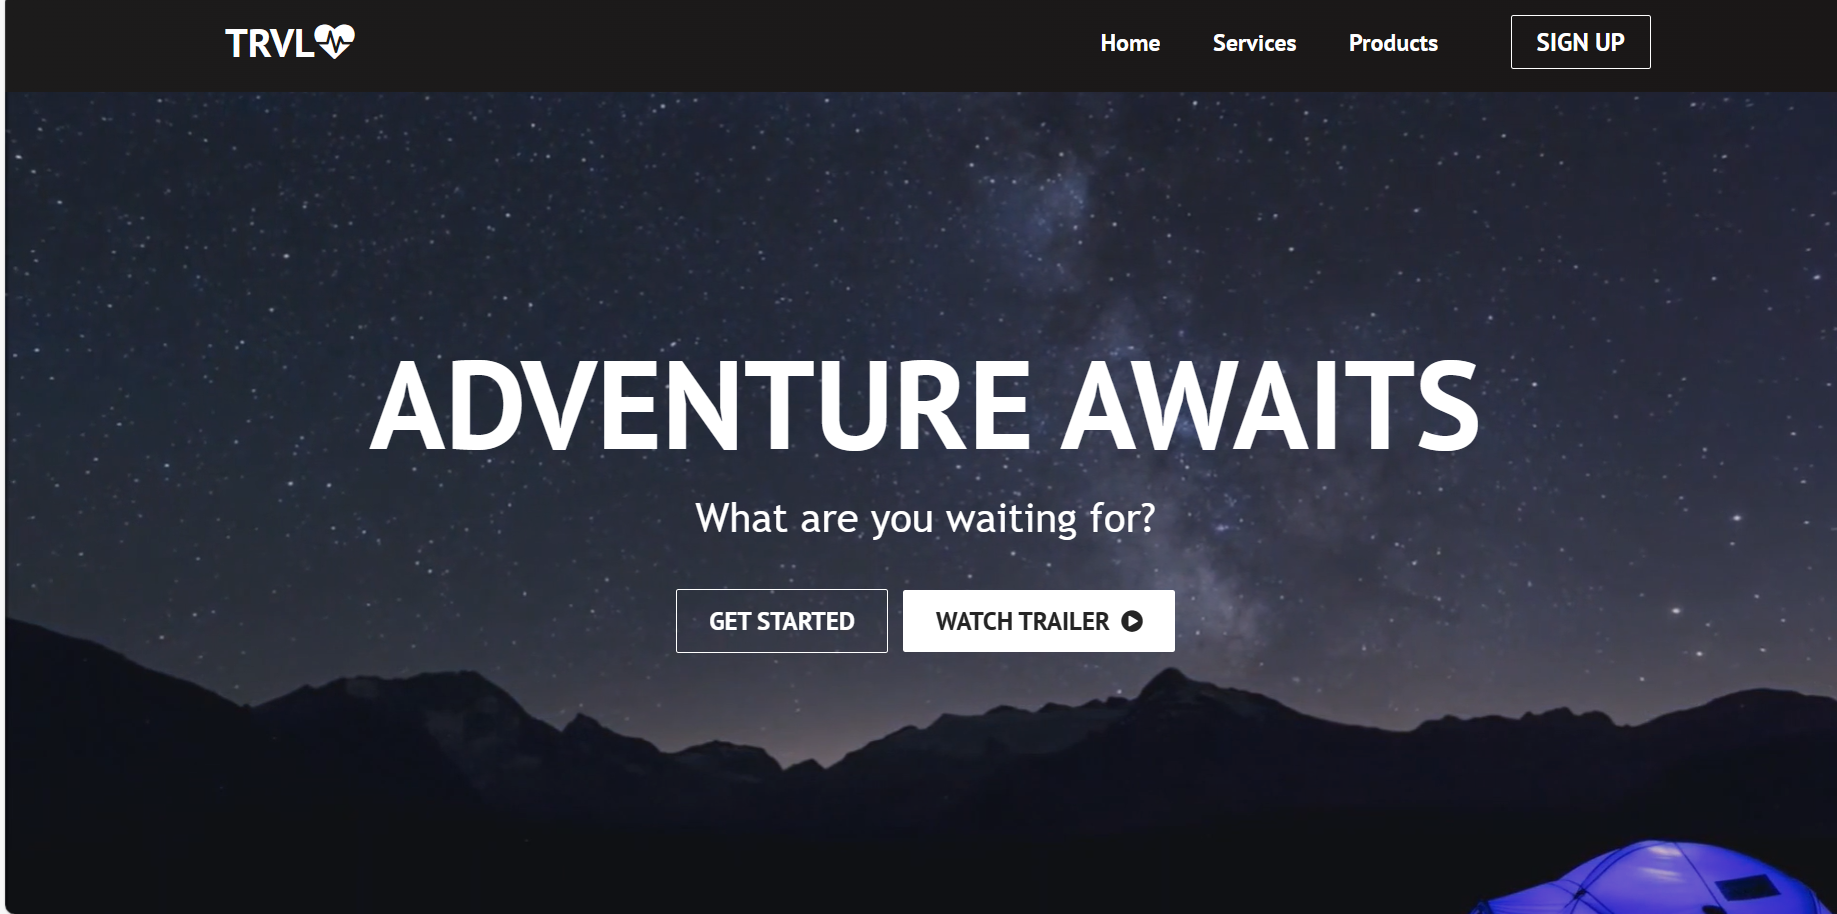 TRVL
Home Services Products SIGN UP
ADVENTURE AWAITS
What are you waiting for?
GET STARTED WATCH TRAILER